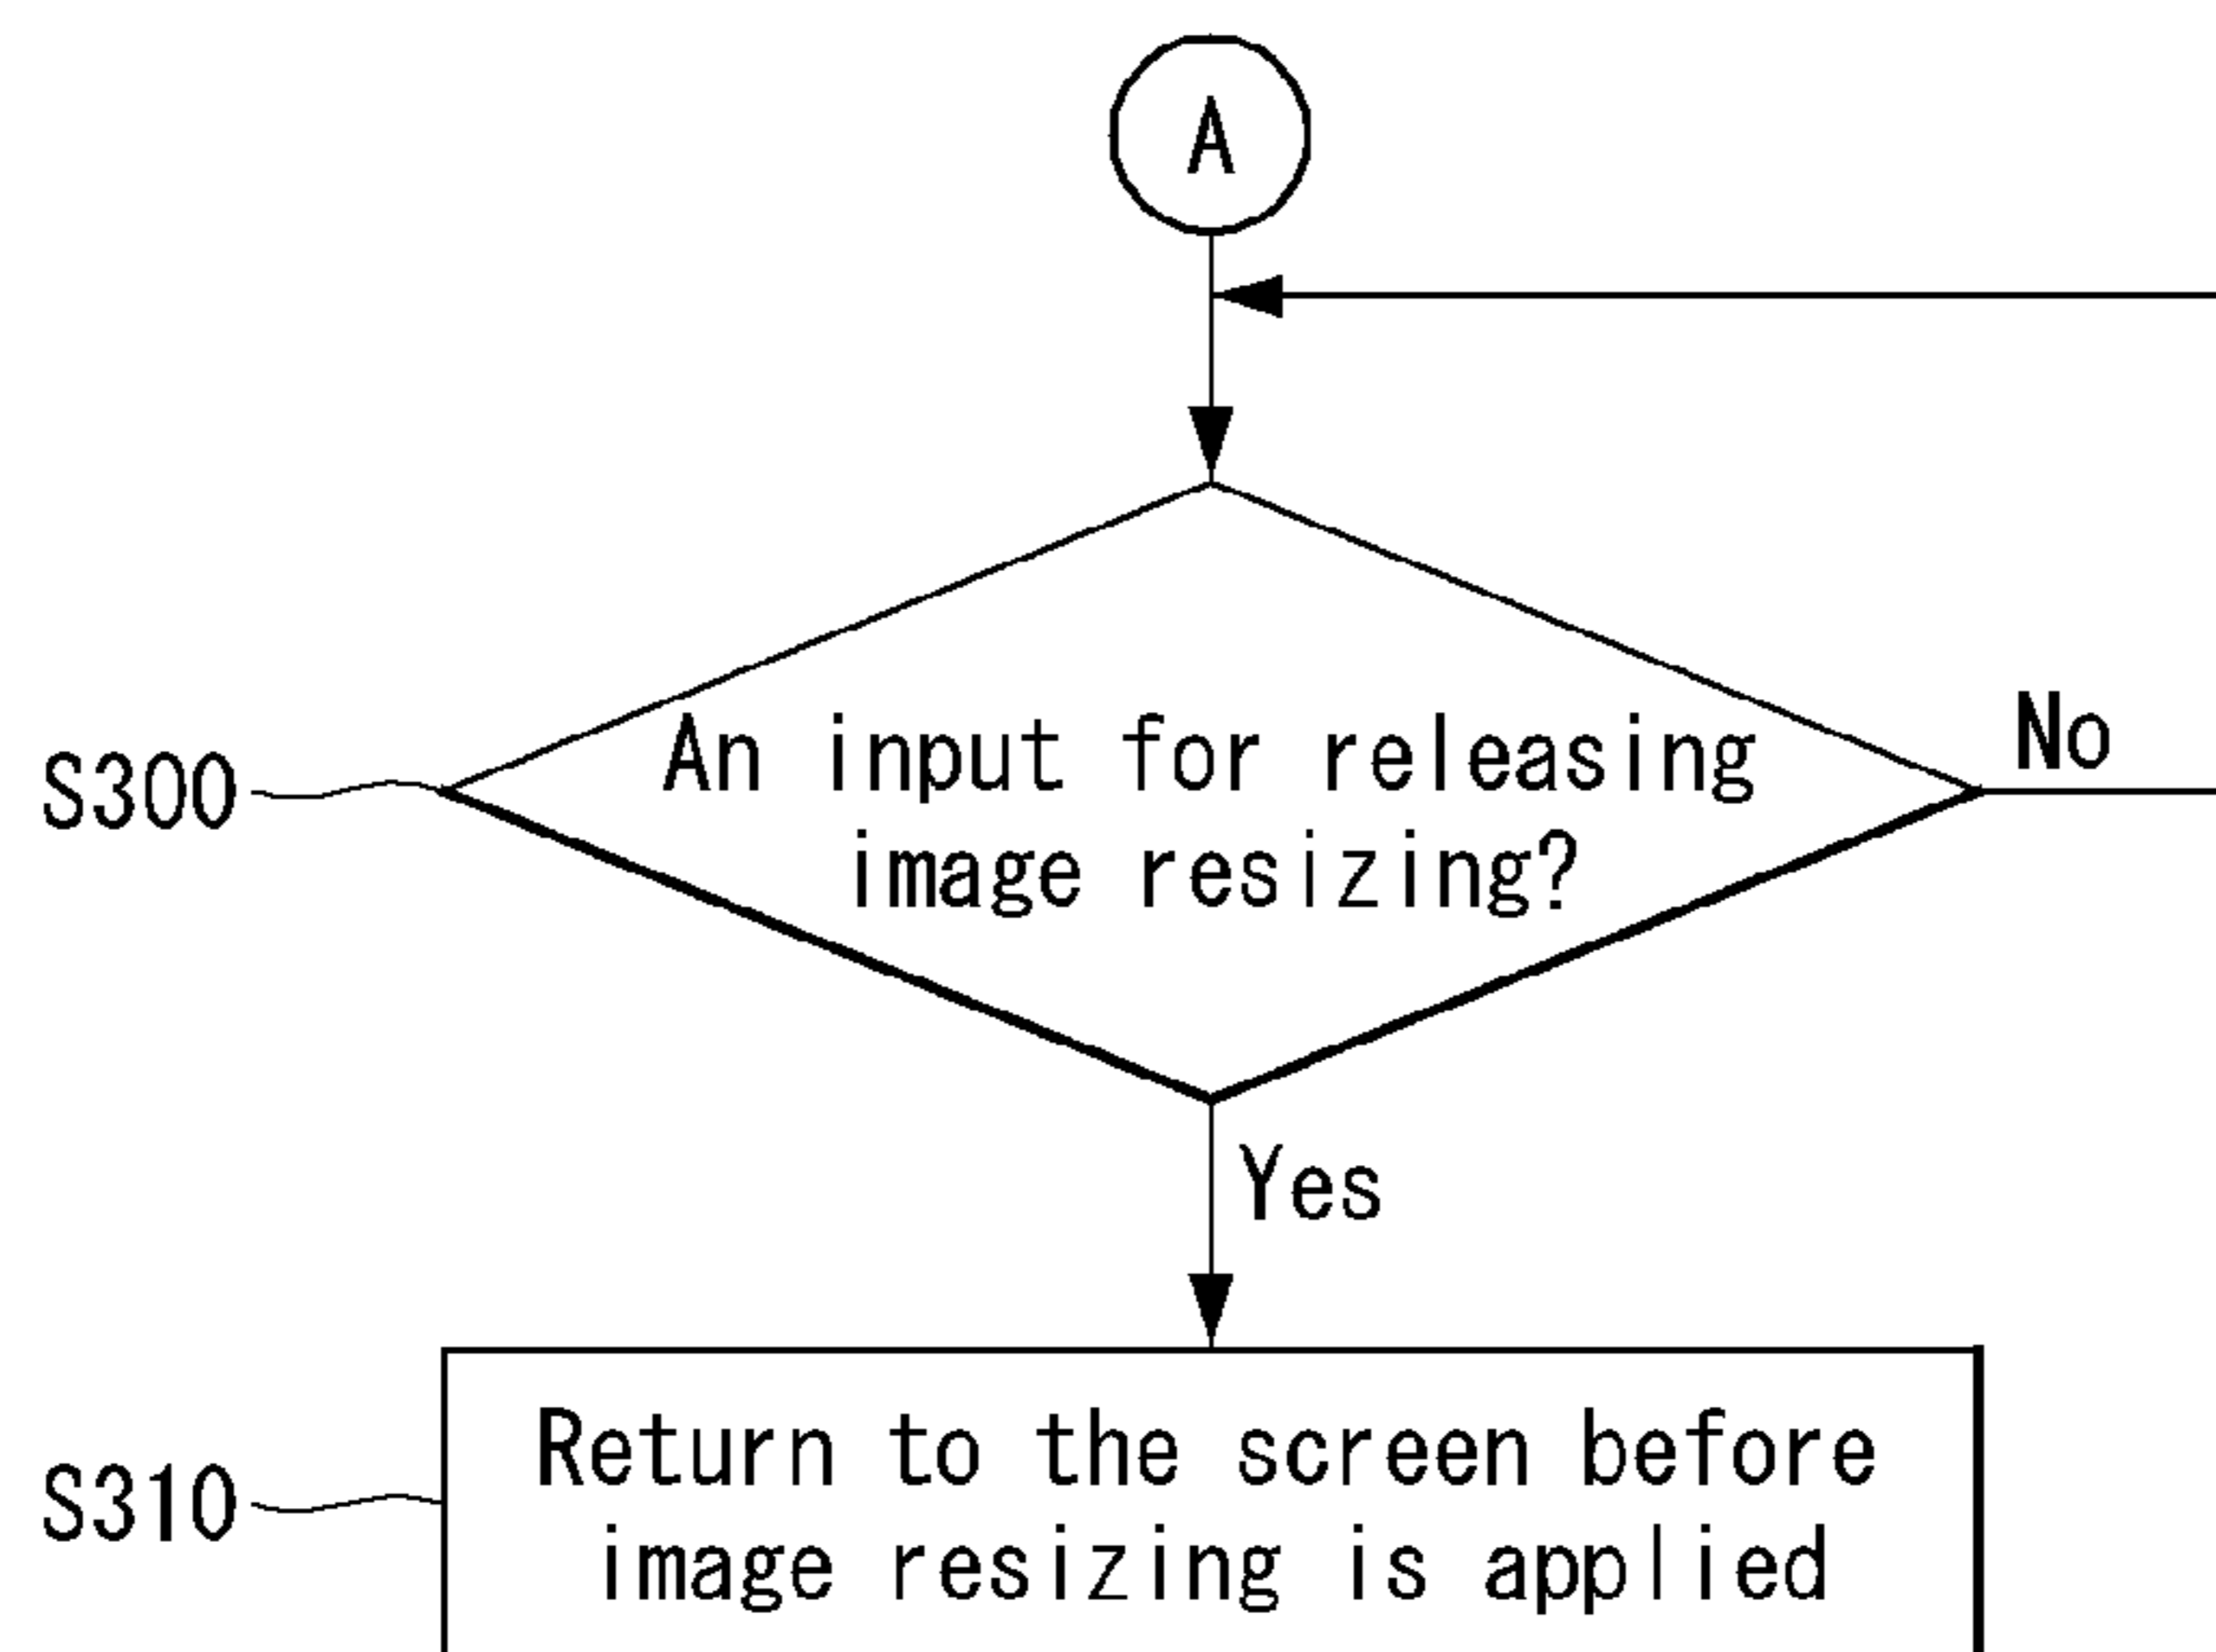 A
An input for releasing
image resizing?
S300
No
Yes
Return to the screen before
image resizing is applied
S310